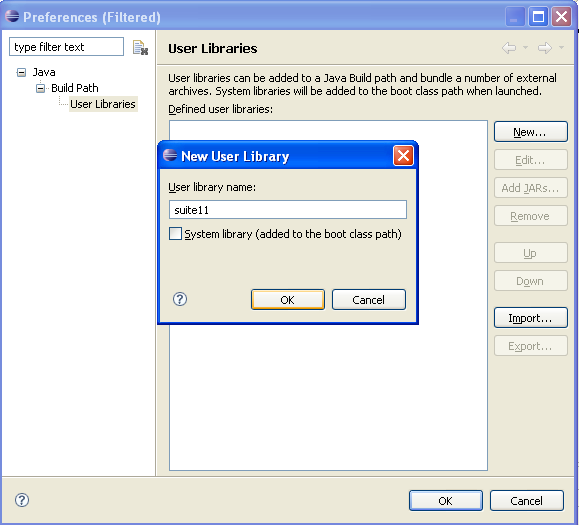 Preferences (Filtered)
type filter text
Java
Build Path
User Libraries
User Libraries
User libraries can be added to a Java Build path and bundle a number of external
archives. System libraries will be added to the boot class path when launched.
Defined user libraries:
New...
Edit...
Add JARs...
Remove
Up
Down
Import...
Export...
New User Library
User library name:
suite11
System library (added to the boot class path)
?
OK
Cancel
?
OK
Cancel